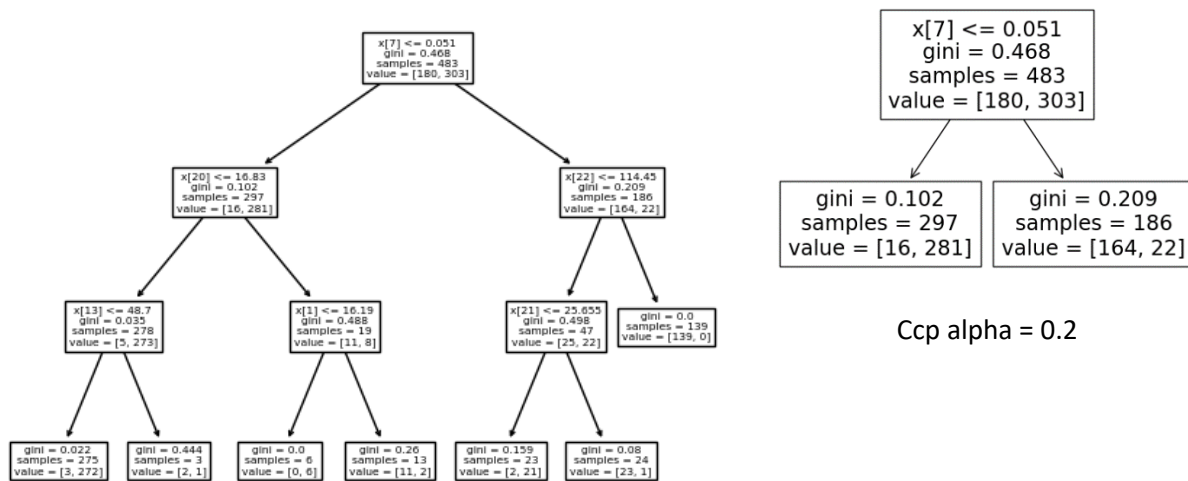 x[7] <= 0.051
gini = 0.468
samples = 483
value = [180, 303]
x[20] <= 16.83
gini = 0.102
samples = 297
value = [16, 281]
x[22] <= 114.45
gini = 0.209
samples = 186
value = [164, 22]
x[13] <= 48.7
gini = 0.035
samples = 278
value = [5, 273]
x[1] <= 16.19
gini = 0.488
samples = 19
value = [11, 8]
x[21] <= 25.655
gini = 0.498
samples = 47
value = [25, 22]
gini = 0.0
samples = 139
value = [139, 0]
gini = 0.022
samples = 275
value = [3, 272]
gini = 0.444
samples = 3
value = [2, 1]
gini = 0.0
samples = 6
value = [0, 6]
gini = 0.26
samples = 13
value = [11, 2]
gini = 0.159
samples = 23
value = [2, 21]
gini = 0.08
samples = 24
value = [23, 1]
x[7] <= 0.051
gini = 0.468
samples = 483
value = [180, 303]
gini = 0.102
samples = 297
value = [16, 281]
gini = 0.209
samples = 186
value = [164, 22]
Ccp alpha = 0.2